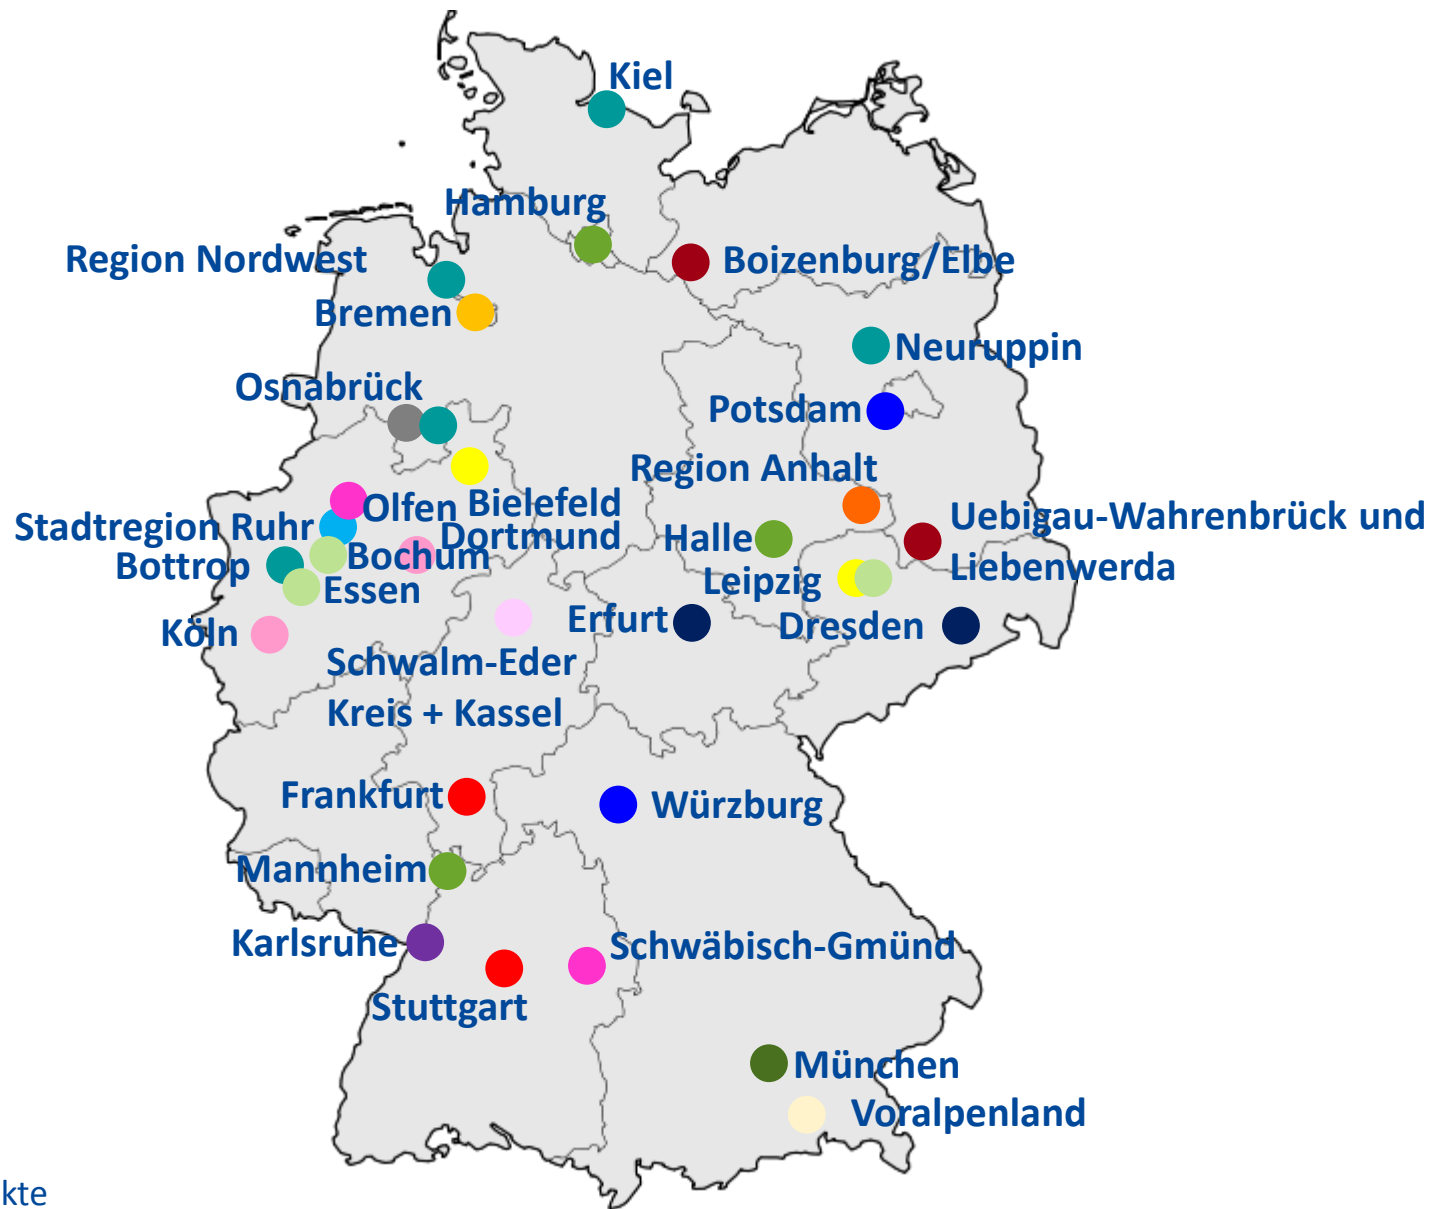 Kiel
Hamburg
Region Nordwest
Boizenburg/Elbe
Bremen
Neuruppin
Osnabrück
Potsdam
Region Anhalt
Olfen
Bielefeld
Uebigau-Wahrenbrück und
Liebenwerda
Stadtregion Ruhr
Dortmund
Halle
Bochum
Bottrop
Leipzig
Essen
Erfurt
Dresden
Köln
Schwalm-Eder
Kreis + Kassel
Frankfurt
Würzburg
Mannheim
Karlsruhe
Schwäbisch-Gmünd
Stuttgart
München
Voralpenland
kte